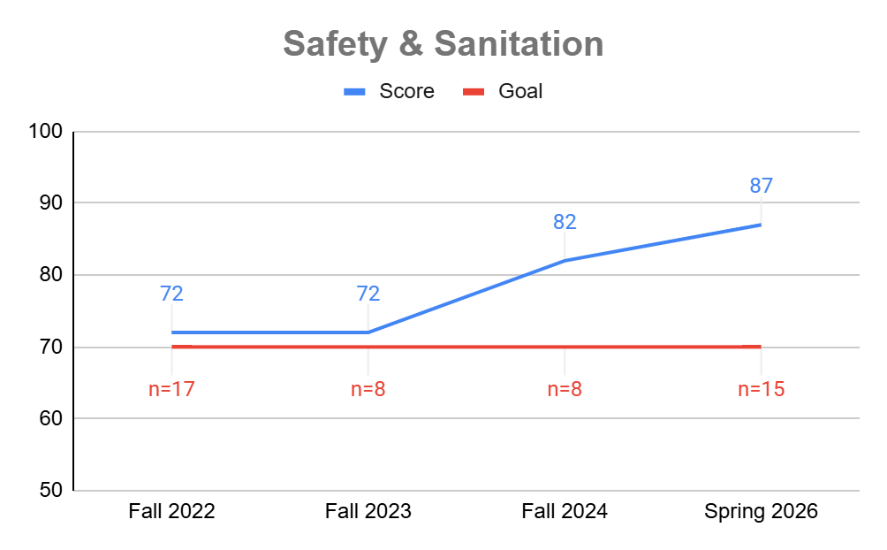 Safety & Sanitation
Score Goal
100
90
80
70
60
50
72
72
82
87
n=17
n=8
n=8
n=15
Fall 2022
Fall 2023
Fall 2024
Spring 2026